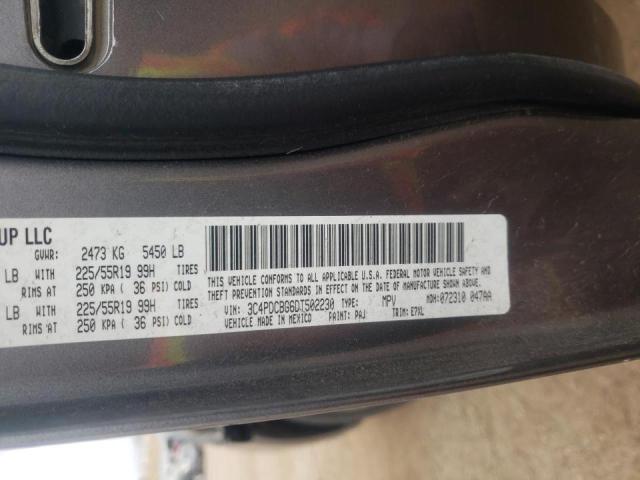 UP LLC
GVWR: 2473 KG 5450 LB
LB WITH 225/55R19 99H TIRES
RIMS AT 250 KPA ( 36 PSI) COLD
LB WITH 225/55R19 99H TIRES
RIMS AT 250 KPA ( 36 PSI) COLD
THIS VEHICLE CONFORMS TO ALL APPLICABLE U.S.A. FEDERAL MOTOR VEHICLE SAFETY AND
THEFT PREVENTION STANDARDS IN EFFECT ON THE DATE OF MANUFACTURE SHOWN ABOVE.
VIN: 3C4PDCBG6DT502230 TYPE: MPV MDH: 072310 047AA
VEHICLE MADE IN MEXICO PAINT: PAJ TRIM: E7XL